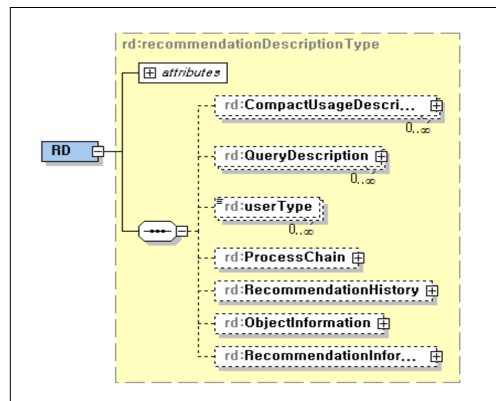 rd:recommendationDescriptionType
attributes
rd:CompactUsageDescri...
0..∞
RD
rd:QueryDescription
0..∞
rd:userType
0..∞
rd:ProcessChain
rd:RecommendationHistory
rd:ObjectInformation
rd:RecommendationInfor...